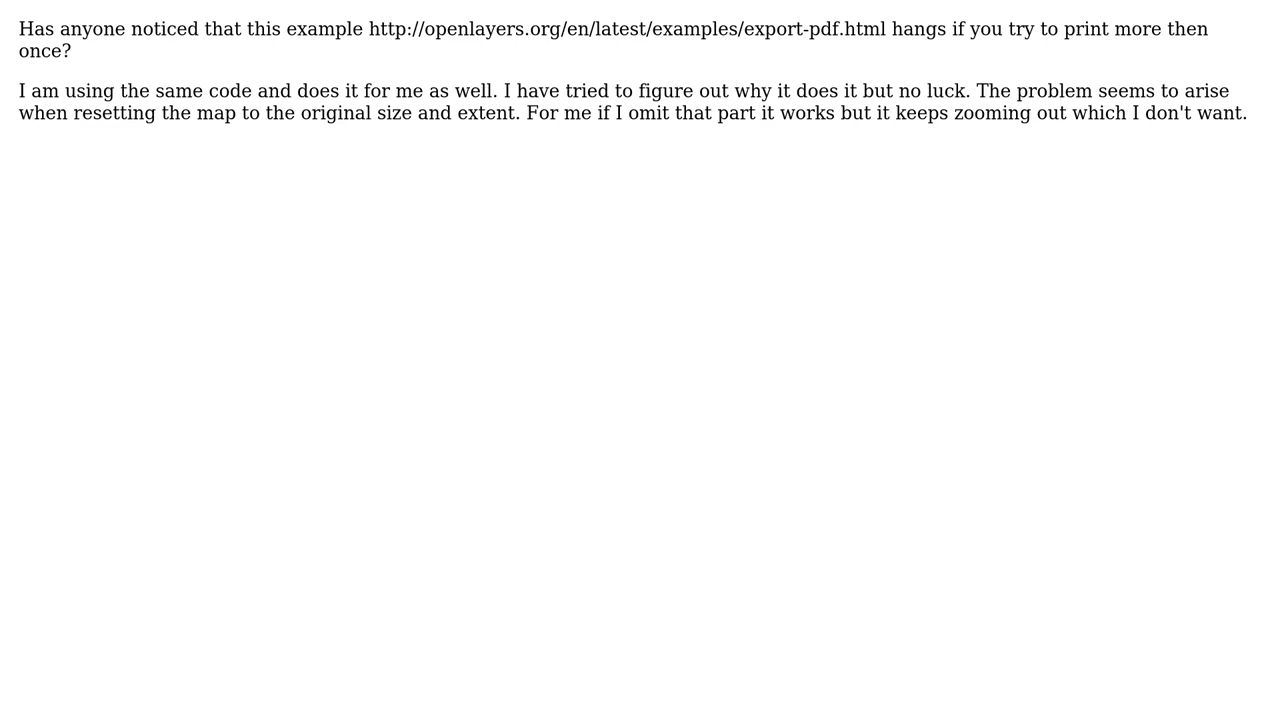 Has anyone noticed that this example http://openlayers.org/en/latest/examples/export-pdf.html hangs if you try to print more then
once?
I am using the same code and does it for me as well. I have tried to figure out why it does it but no luck. The problem seems to arise
when resetting the map to the original size and extent. For me if I omit that part it works but it keeps zooming out which I don't want.